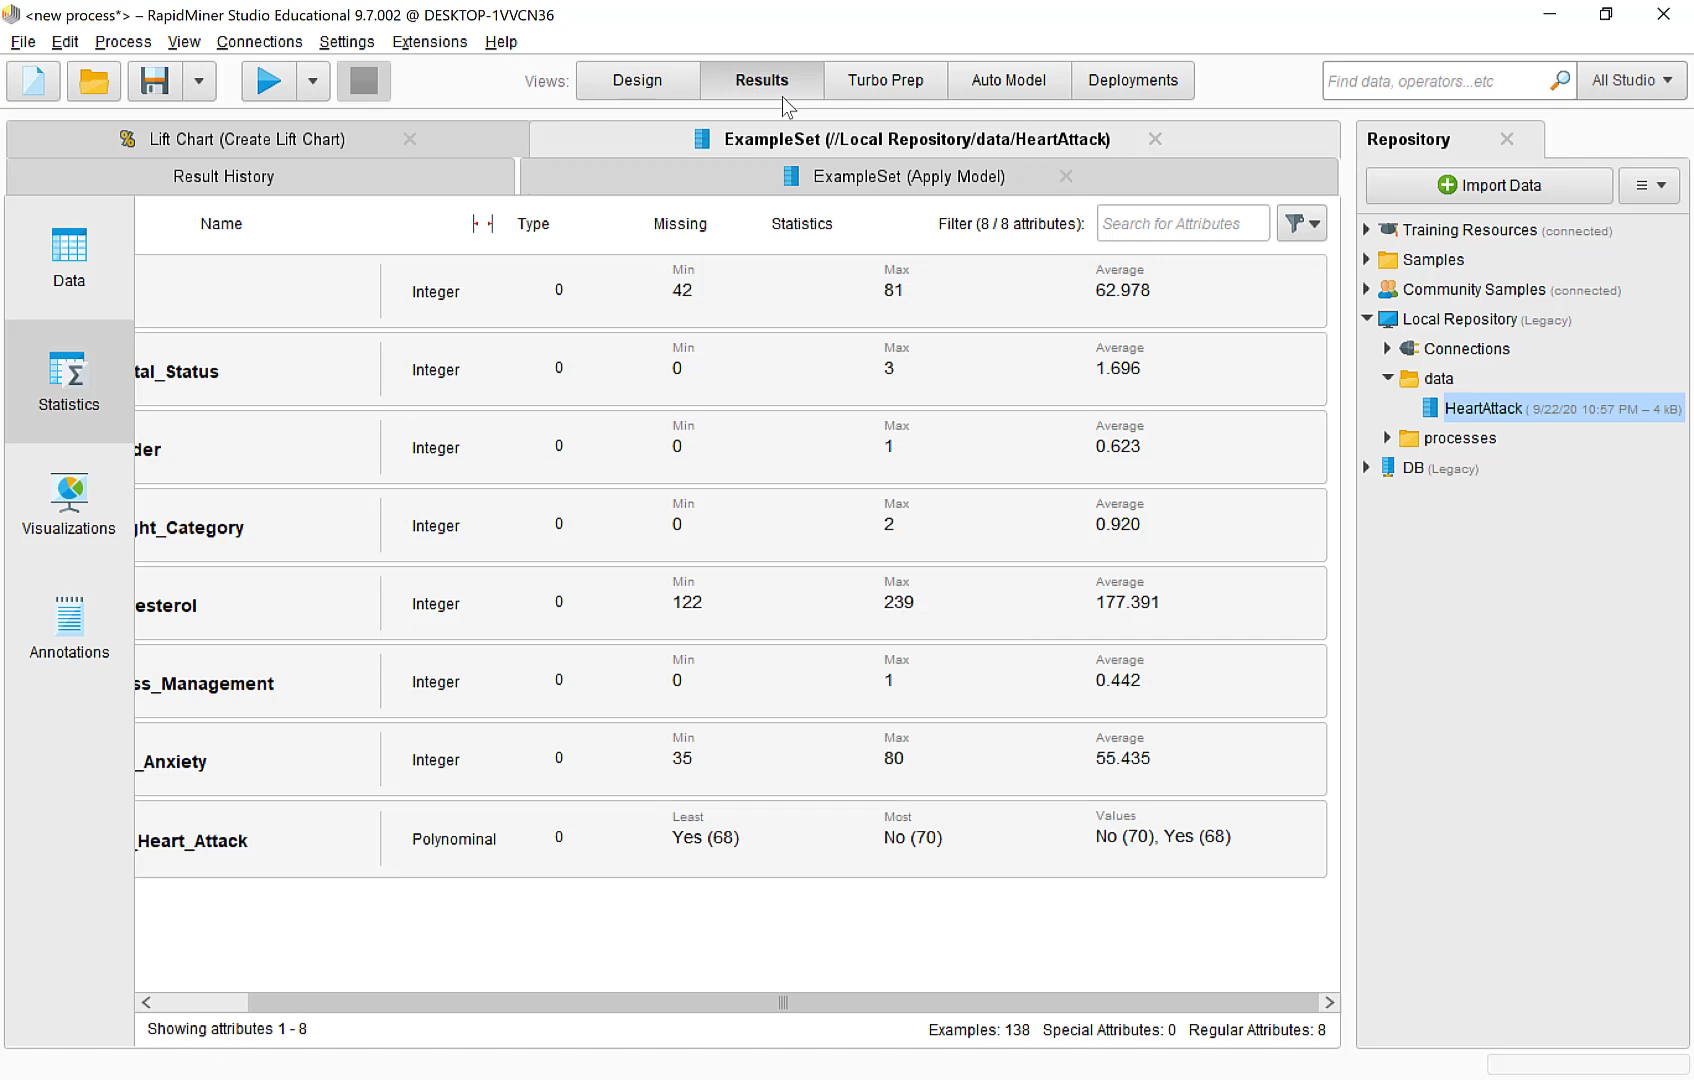 <new process*> – RapidMiner Studio Educational 9.7.002 @ DESKTOP-1VVCN36
File Edit Process View Connections Settings Extensions Help
Views: Design Results Turbo Prep Auto Model Deployments Find data, operators...etc All Studio
Lift Chart (Create Lift Chart) ExampleSet (//Local Repository/data/HeartAttack)
Result History ExampleSet (Apply Model)
Data
Statistics
Visualizations
Annotations
Name Type Missing Statistics Filter (8 / 8 attributes): Search for Attributes
Min Max Average
Integer 0 42 81 62.978
Min Max Average
tal_Status Integer 0 0 3 1.696
Min Max Average
der Integer 0 0 1 0.623
Min Max Average
ght_Category Integer 0 0 2 0.920
Min Max Average
esterol Integer 0 122 239 177.391
Min Max Average
ss_Management Integer 0 0 1 0.442
Min Max Average
_Anxiety Integer 0 35 80 55.435
Least Most Values
_Heart_Attack Polynominal 0 Yes (68) No (70) No (70), Yes (68)
Showing attributes 1 - 8 Examples: 138 Special Attributes: 0 Regular Attributes: 8
Repository
Import Data
Training Resources (connected)
Samples
Community Samples (connected)
Local Repository (Legacy)
Connections
data
HeartAttack ( 9/22/20 10:57 PM – 4 kB)
processes
DB (Legacy)